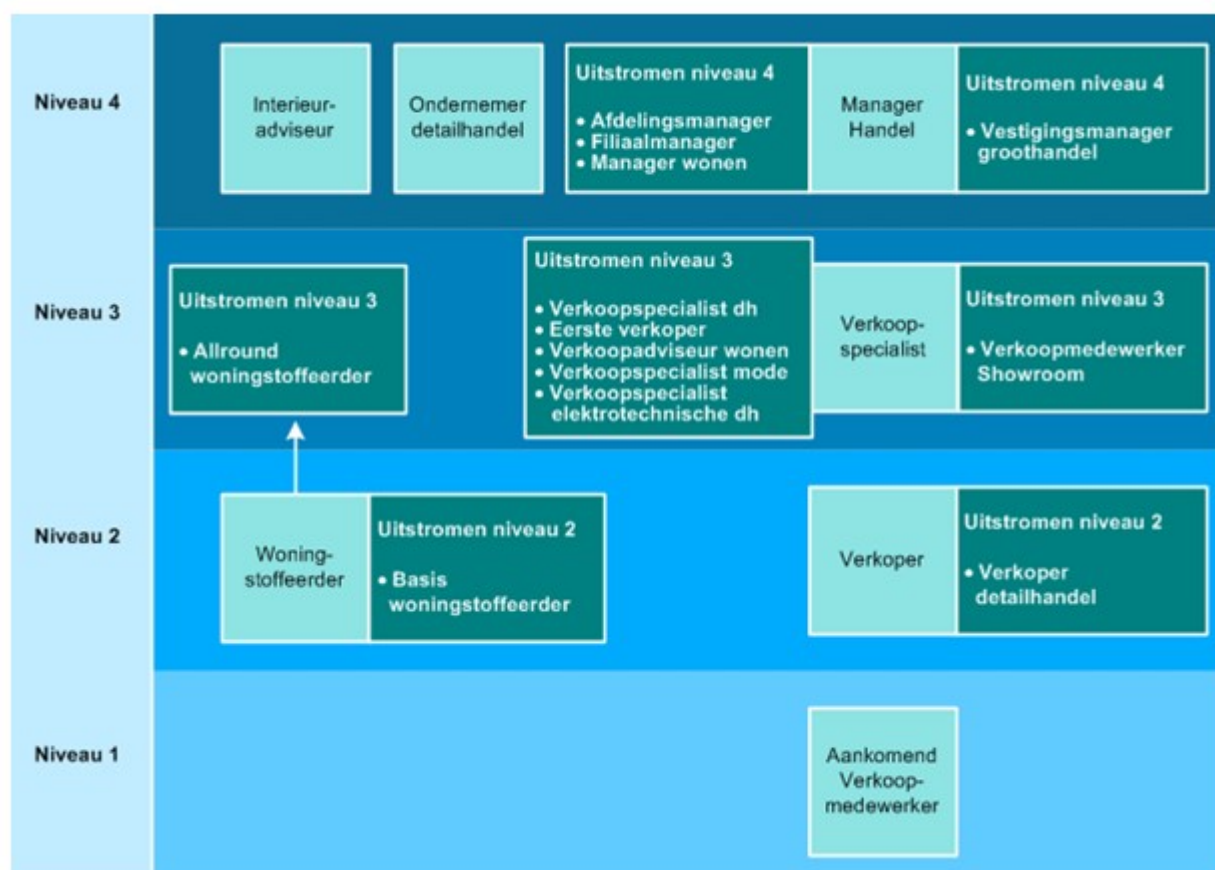 Niveau 4
Interieur-
adviseur
Ondernemer
detailhandel
Uitstromen niveau 4
• Afdelingsmanager
• Filiaalmanager
• Manager wonen
Manager
Handel
Uitstromen niveau 4
• Vestigingsmanager
groothandel
Niveau 3
Uitstromen niveau 3
• Allround
woningstoffeerder
Uitstromen niveau 3
• Verkoopspecialist dh
• Eerste verkoper
• Verkoopadviseur wonen
• Verkoopspecialist mode
• Verkoopspecialist
elektrotechnische dh
Verkoop-
specialist
Uitstromen niveau 3
• Verkoopmedewerker
Showroom
Niveau 2
Woning-
stoffeerder
Uitstromen niveau 2
• Basis
woningstoffeerder
Verkoper
Uitstromen niveau 2
• Verkoper
detailhandel
Niveau 1
Aankomend
Verkoop-
medewerker